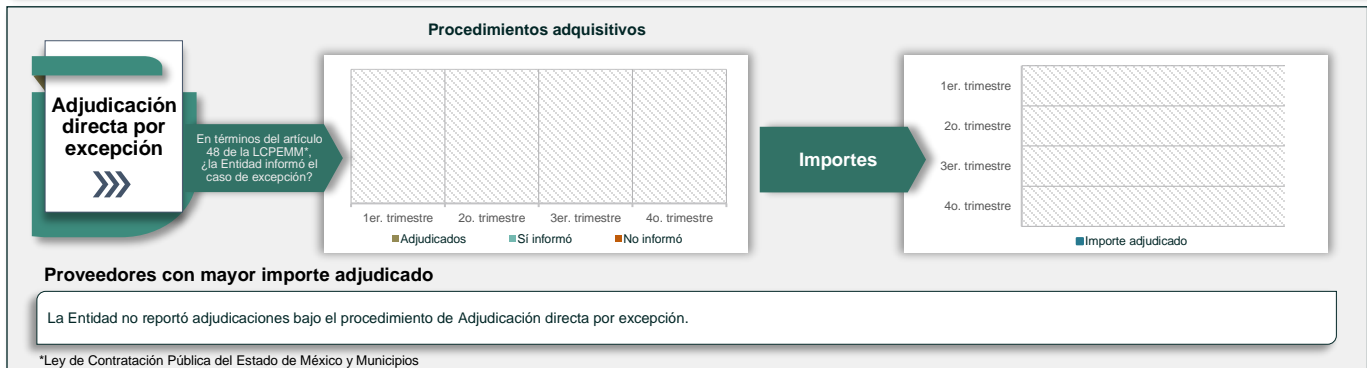 Procedimientos adquisitivos
Adjudicación
directa por
excepción
En términos del artículo
48 de la LCPEMM*,
¿la Entidad informó el
caso de excepción?
1er. trimestre 2o. trimestre 3er. trimestre 4o. trimestre
Adjudicados Sí informó No informó
Importes
1er. trimestre
2o. trimestre
3er. trimestre
4o. trimestre
Importe adjudicado
Proveedores con mayor importe adjudicado
La Entidad no reportó adjudicaciones bajo el procedimiento de Adjudicación directa por excepción.
*Ley de Contratación Pública del Estado de México y Municipios